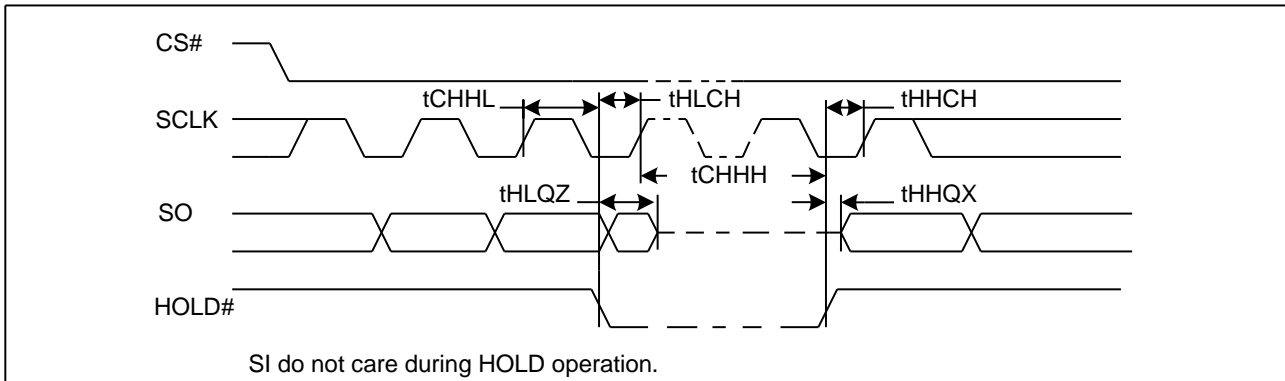 CS#
tCHHL
tHLCH
tHHCH
SCLK
tCHHH
tHLQZ
tHHQX
SO
HOLD#
SI do not care during HOLD operation.